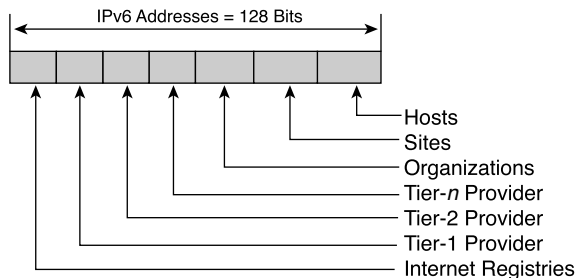 IPv6 Addresses = 128 Bits
Hosts
Sites
Organizations
Tier-n Provider
Tier-2 Provider
Tier-1 Provider
Internet Registries